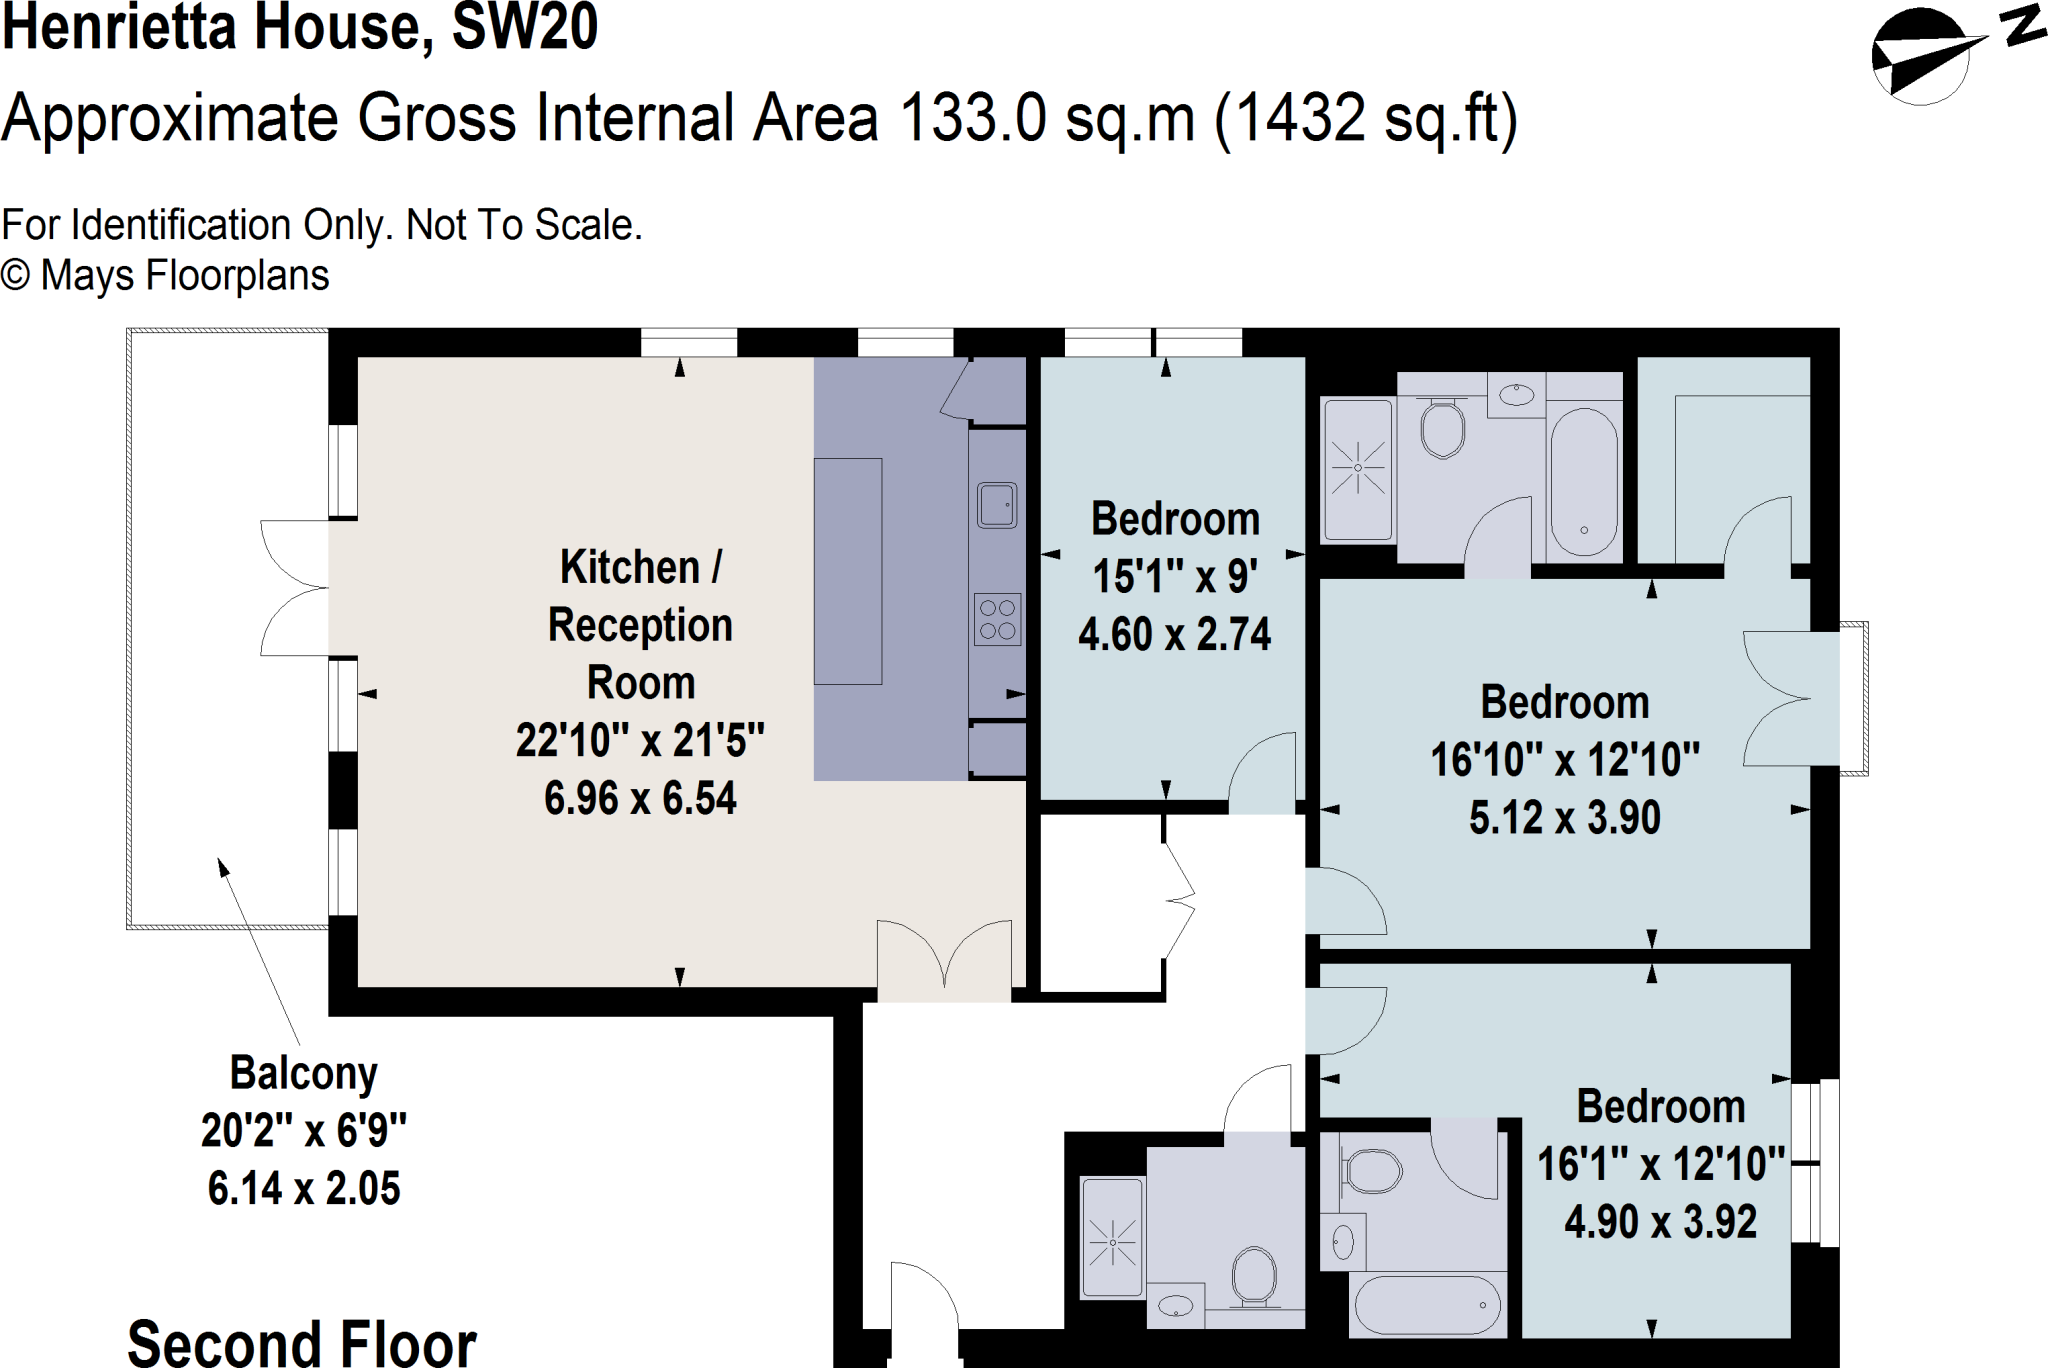 Henrietta House, SW20
N
Approximate Gross Internal Area 133.0 sq.m (1432 sq.ft)
For Identification Only. Not To Scale.
© Mays Floorplans
Kitchen /
Reception
Room
22'10" x 21'5"
6.96 x 6.54
Bedroom
15'1" x 9'
4.60 x 2.74
Bedroom
16'10" x 12'10"
5.12 x 3.90
Balcony
20'2" x 6'9"
6.14 x 2.05
Bedroom
16'1" x 12'10"
4.90 x 3.92
Second Floor